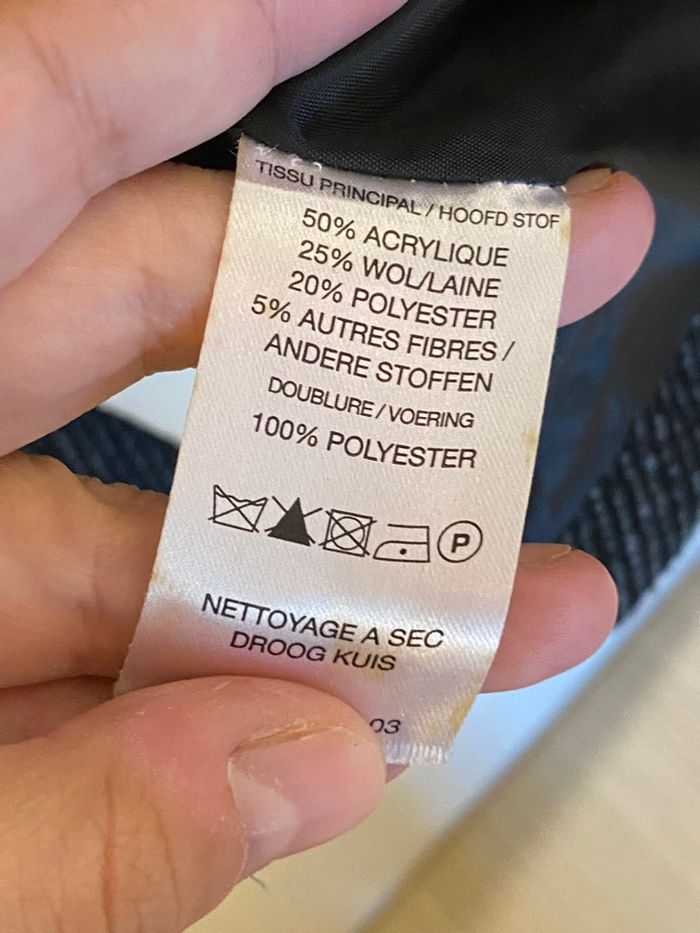 TISSU PRINCIPAL / HOOFD STOF
50% ACRYLIQUE
25% WOL/LAINE
20% POLYESTER
5% AUTRES FIBRES /
ANDERE STOFFEN
DOUBLURE / VOERING
100% POLYESTER
P
NETTOYAGE A SEC
DROOG KUIS
03